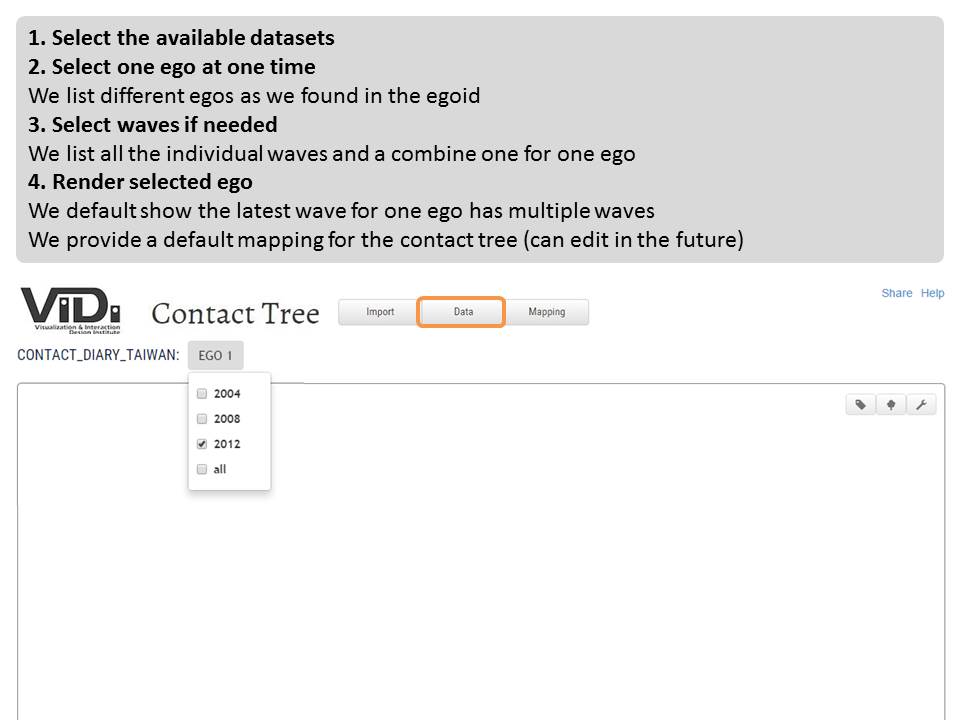 1. Select the available datasets
2. Select one ego at one time
We list different egos as we found in the egoid
3. Select waves if needed
We list all the individual waves and a combine one for one ego
4. Render selected ego
We default show the latest wave for one ego has multiple waves
We provide a default mapping for the contact tree (can edit in the future)
Share Help
ViDi
Visualization & Interaction
Design Institute
Contact Tree
Import Data Mapping
CONTACT_DIARY_TAIWAN: EGO 1
2004
2008
2012
all